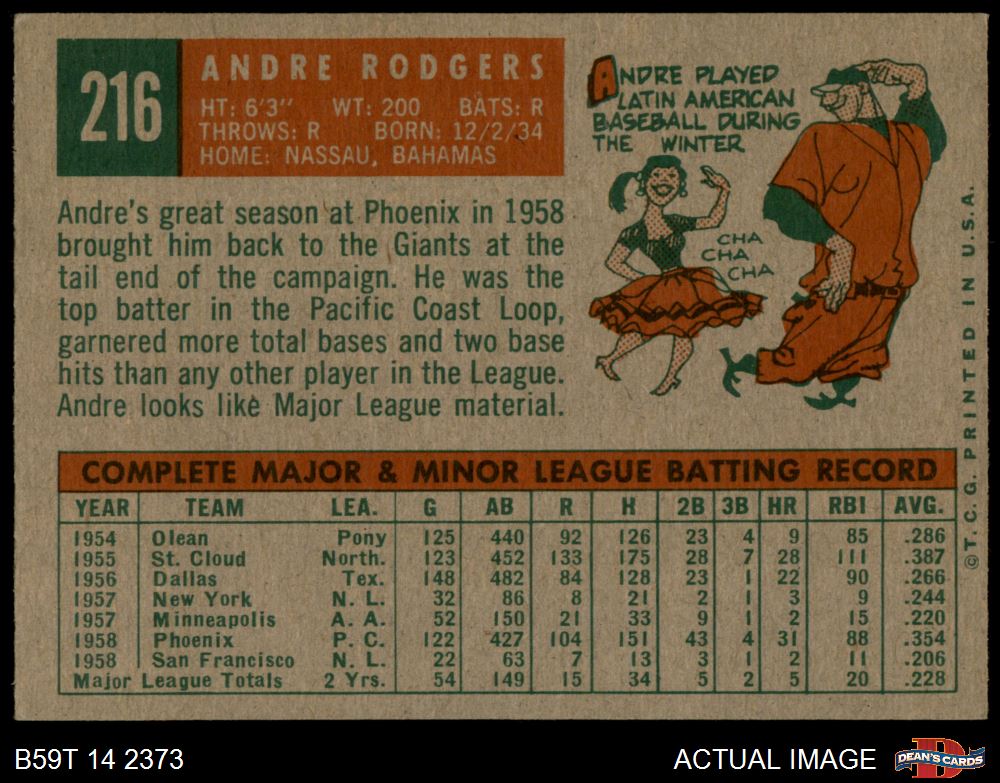 216
ANDRE RODGERS
HT: 6'3" WT: 200 BATS: R
THROWS: R BORN: 12/2/34
HOME: NASSAU, BAHAMAS
ANDRE PLAYED
LATIN AMERICAN
BASEBALL DURING
THE WINTER
CHA
CHA
CHA
Andre's great season at Phoenix in 1958
brought him back to the Giants at the
tail end of the campaign. He was the
top batter in the Pacific Coast Loop,
garnered more total bases and two base
hits than any other player in the League.
Andre looks like Major League material.
COMPLETE MAJOR & MINOR LEAGUE BATTING RECORD
YEAR TEAM LEA. G AB R H 2B 3B HR RBI AVG.
1954 Olean Pony 125 440 92 126 23 4 9 85 .286
1955 St. Cloud North. 123 452 133 175 28 7 28 111 .387
1956 Dallas Tex. 148 482 84 128 23 1 22 90 .266
1957 New York N. L. 32 86 8 21 2 1 3 9 .244
1957 Minneapolis A. A. 52 150 21 33 9 1 2 15 .220
1958 Phoenix P. C. 122 427 104 151 43 4 31 88 .354
1958 San Francisco N. L. 22 63 7 13 3 1 2 11 .206
Major League Totals 2 Yrs. 54 149 15 34 5 2 5 20 .228
© T. C. G. PRINTED IN U.S.A.
B59T 14 2373
ACTUAL IMAGE
D
DEAN'S CARDS